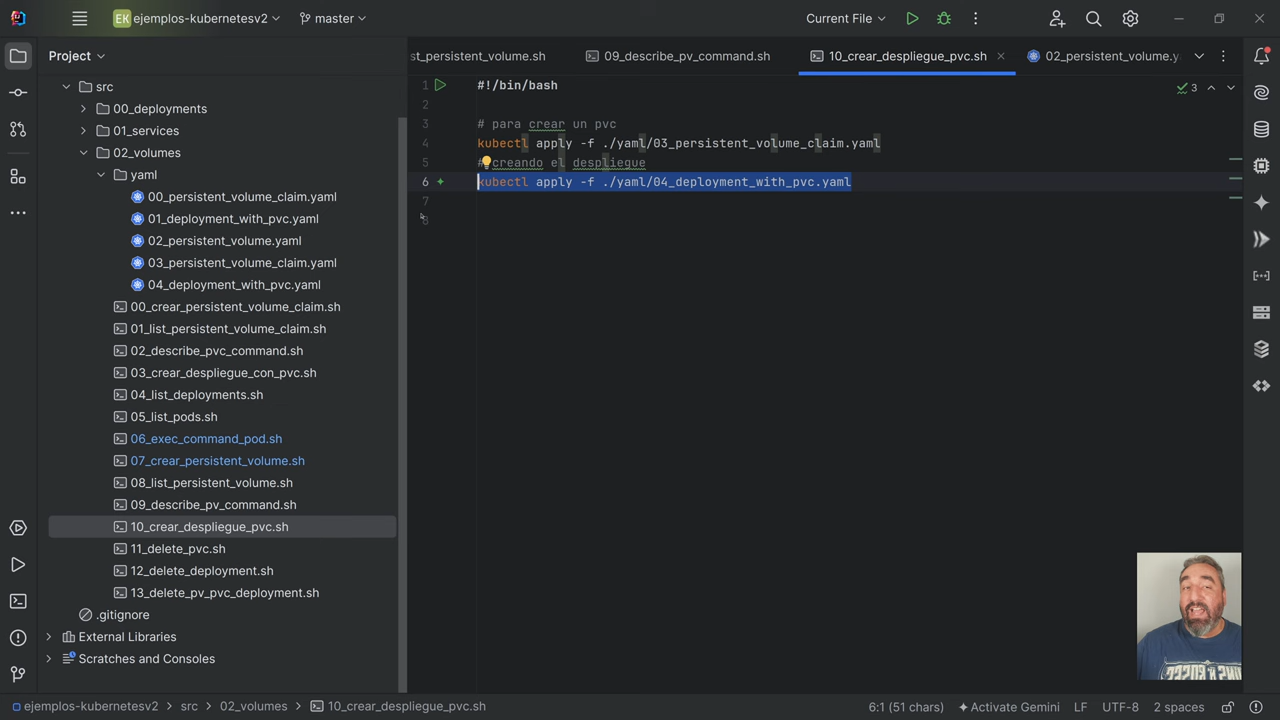 EK ejemplos-kubernetesv2 master Current File
Project
st_persistent_volume.sh 09_describe_pv_command.sh 10_crear_despliegue_pvc.sh 02_persistent_volume.y
src
00_deployments
01_services
02_volumes
yaml
00_persistent_volume_claim.yaml
01_deployment_with_pvc.yaml
02_persistent_volume.yaml
03_persistent_volume_claim.yaml
04_deployment_with_pvc.yaml
00_crear_persistent_volume_claim.sh
01_list_persistent_volume_claim.sh
02_describe_pvc_command.sh
03_crear_despliegue_con_pvc.sh
04_list_deployments.sh
05_list_pods.sh
06_exec_command_pod.sh
07_crear_persistent_volume.sh
08_list_persistent_volume.sh
09_describe_pv_command.sh
10_crear_despliegue_pvc.sh
11_delete_pvc.sh
12_delete_deployment.sh
13_delete_pv_pvc_deployment.sh
.gitignore
External Libraries
Scratches and Consoles
1 #!/bin/bash
2
3 # para crear un pvc
4 kubectl apply -f ./yaml/03_persistent_volume_claim.yaml
5 #creando el despliegue
6 kubectl apply -f ./yaml/04_deployment_with_pvc.yaml
7
8
3
ejemplos-kubernetesv2 src 02_volumes 10_crear_despliegue_pvc.sh 6:1 (51 chars) Activate Gemini LF UTF-8 2 spaces